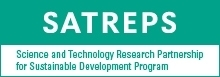 SATREPS
Science and Technology Research Partnership
for Sustainable Development Program